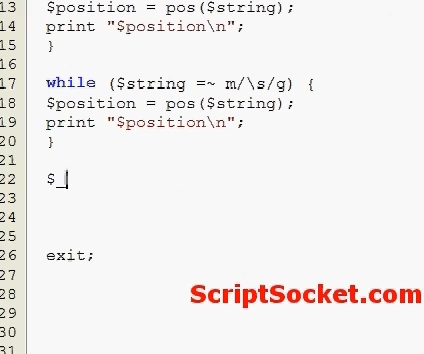 13 $position = pos($string);
14 print "$position\n";
15 }
16
17 while ($string =~ m/\s/g) {
18 $position = pos($string);
19 print "$position\n";
20 }
21
22 $_
23
24
25
26 exit;
27
28 ScriptSocket.com
29
30
31